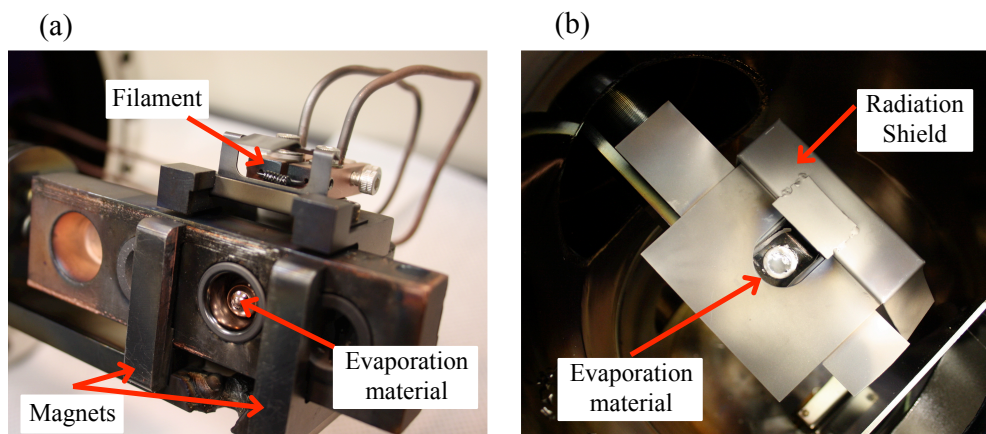 (a)
Filament
Evaporation
material
Magnets
(b)
Radiation
Shield
Evaporation
material